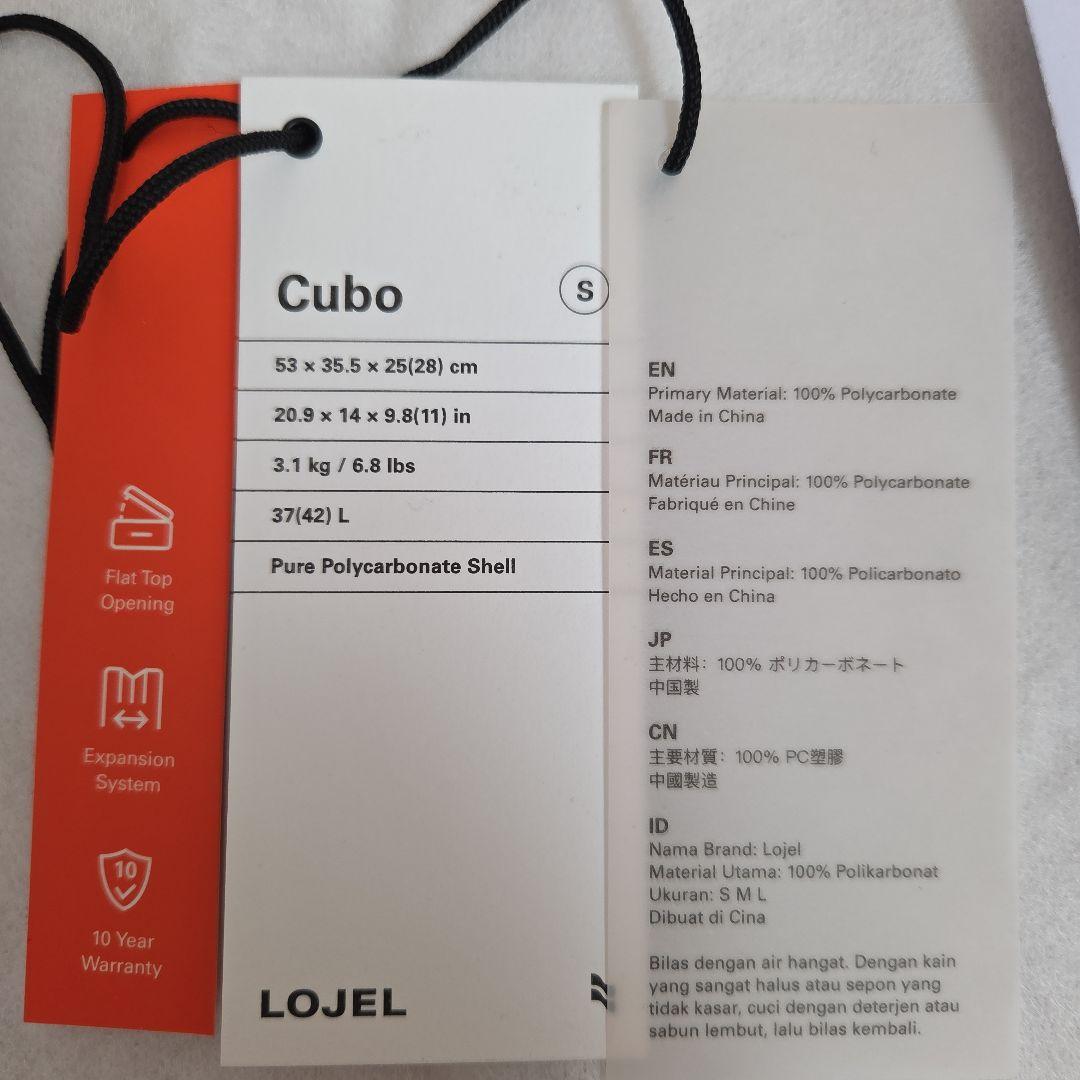 Flat Top
Opening
Expansion
System
10
10 Year
Warranty
Cubo
S
53 × 35.5 × 25(28) cm
20.9 × 14 × 9.8(11) in
3.1 kg / 6.8 lbs
37(42) L
Pure Polycarbonate Shell
LOJEL
EN
Primary Material: 100% Polycarbonate
Made in China
FR
Matériau Principal: 100% Polycarbonate
Fabriqué en Chine
ES
Material Principal: 100% Policarbonato
Hecho en China
JP
主材料：100% ポリカーボネート
中国製
CN
主要材質：100% PC塑膠
中國製造
ID
Nama Brand: Lojel
Material Utama: 100% Polikarbonat
Ukuran: S M L
Dibuat di Cina
Bilas dengan air hangat. Dengan kain
yang sangat halus atau sepon yang
tidak kasar, cuci dengan deterjen atau
sabun lembut, lalu bilas kembali.